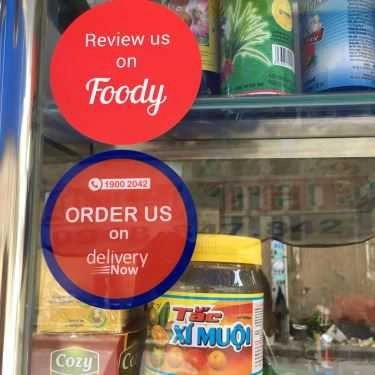 Review us
on
Foody
1900 2042
ORDER US
on
delivery
Now
Tắc
XÍ MUỘI
Cozy